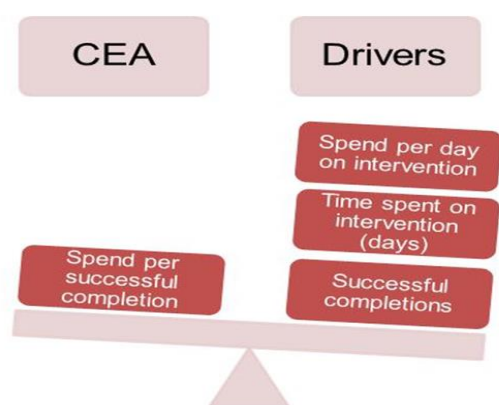 CEA
Drivers
Spend per day
on intervention
Time spent on
intervention
(days)
Spend per
successful
completion
Successful
completions